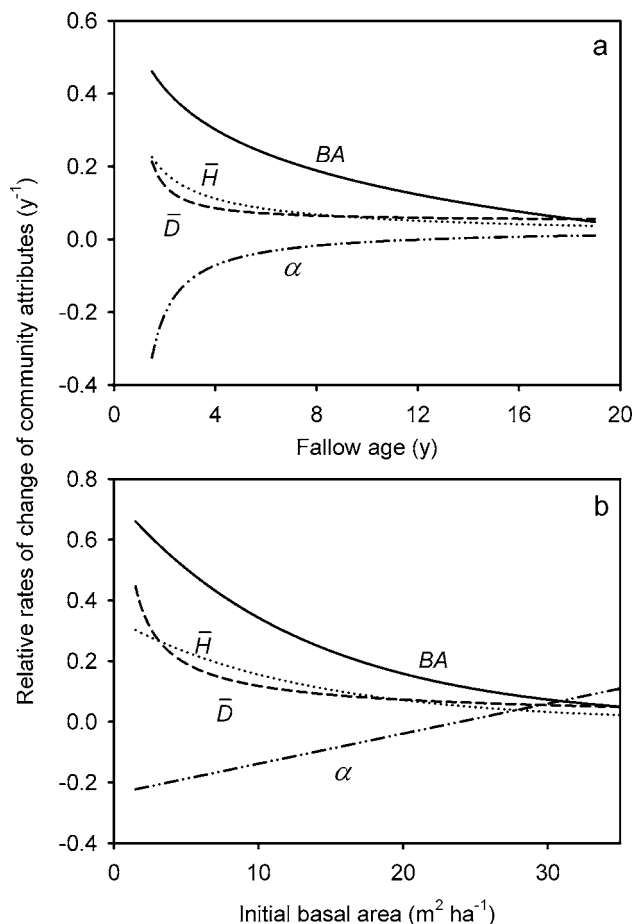 Relative rates of change of community attributes (y⁻¹)
a
0.6
0.4
0.2
0.0
-0.2
-0.4
BA
H̅
D̅
α
0 4 8 12 16 20
Fallow age (y)
b
0.8
0.6
0.4
0.2
0.0
-0.2
-0.4
H̅
BA
D̅
α
0 10 20 30
Initial basal area (m² ha⁻¹)